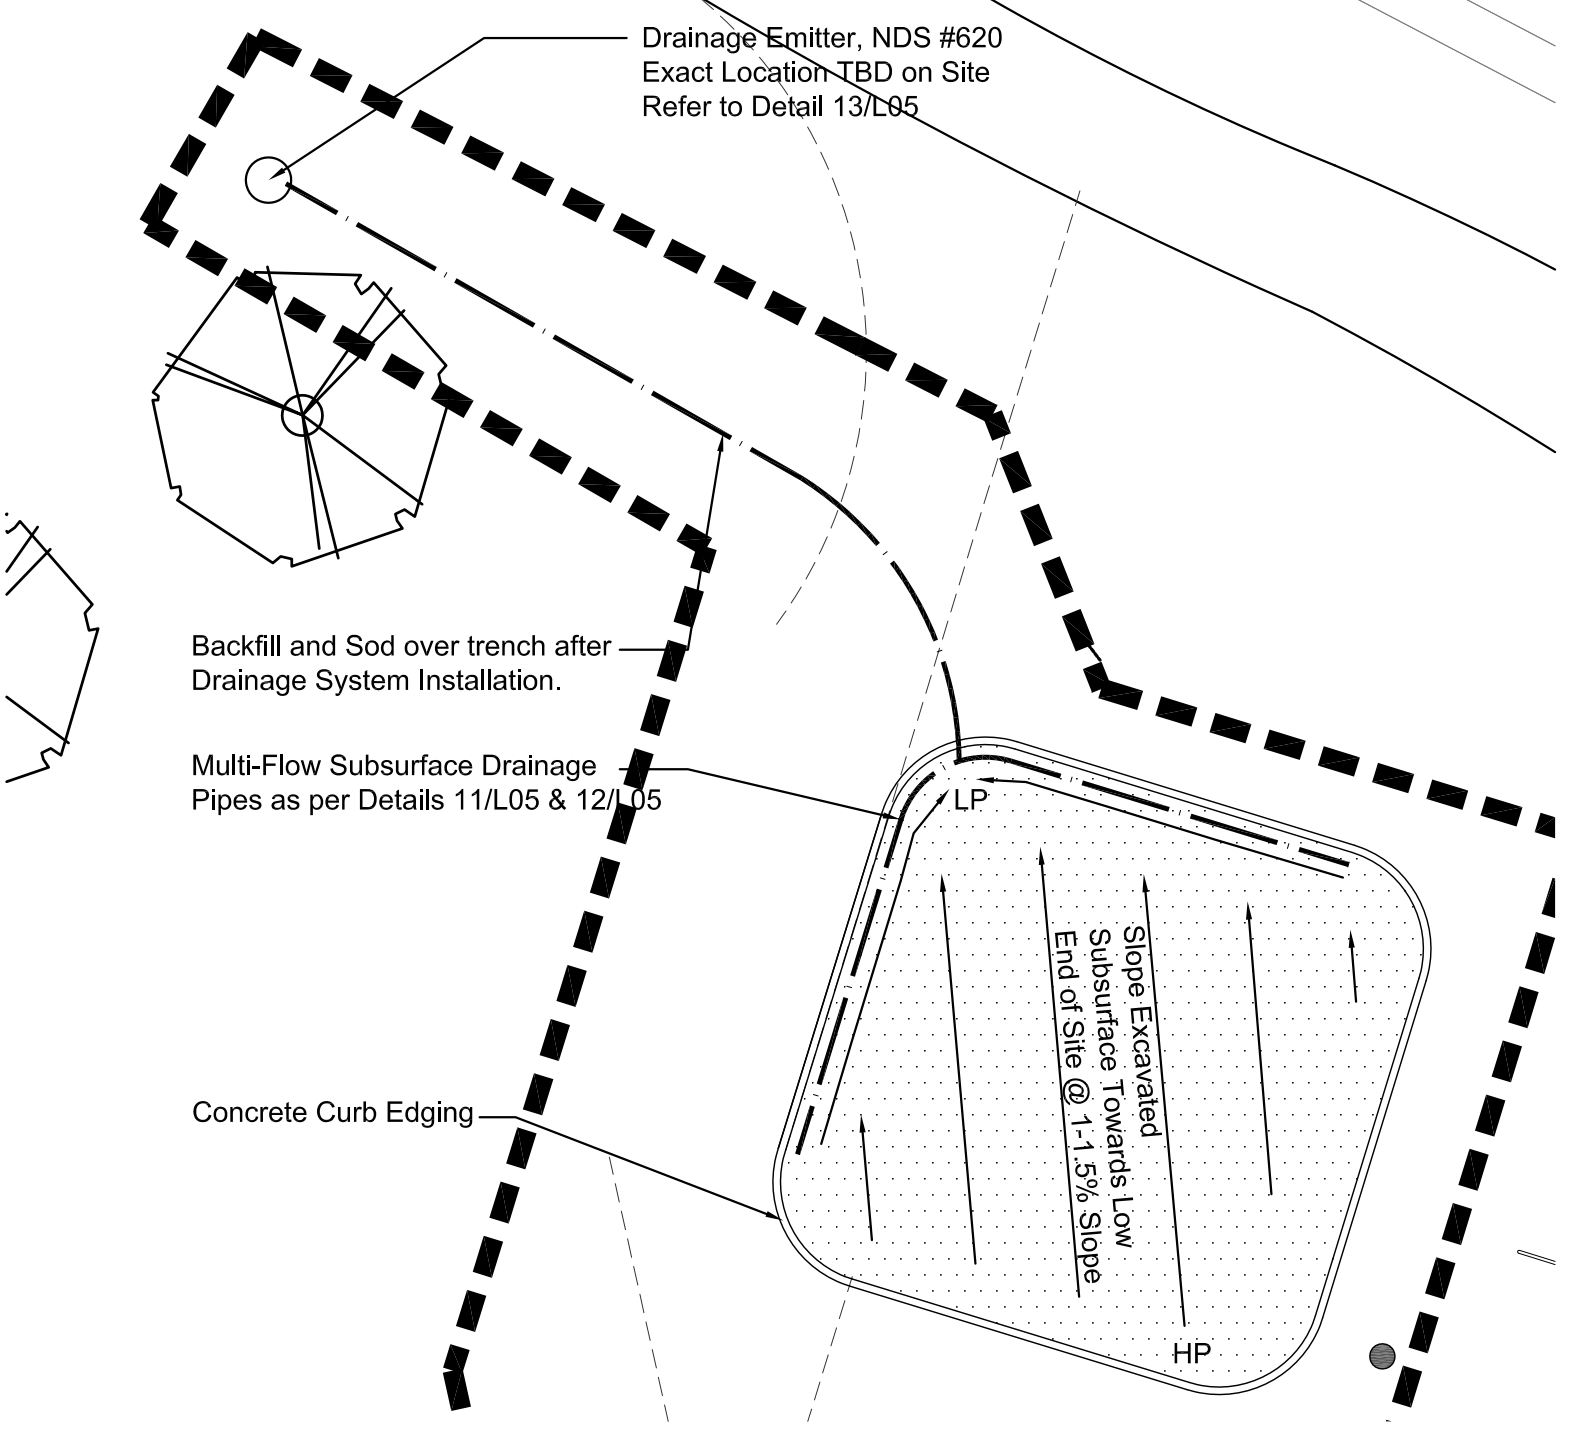 Drainage Emitter, NDS #620
Exact Location TBD on Site
Refer to Detail 13/L05
Backfill and Sod over trench after
Drainage System Installation.
Multi-Flow Subsurface Drainage
Pipes as per Details 11/L05 & 12/L05
LP
Slope Excavated
Subsurface Towards Low
End of Site @ 1-1.5% Slope
Concrete Curb Edging
HP